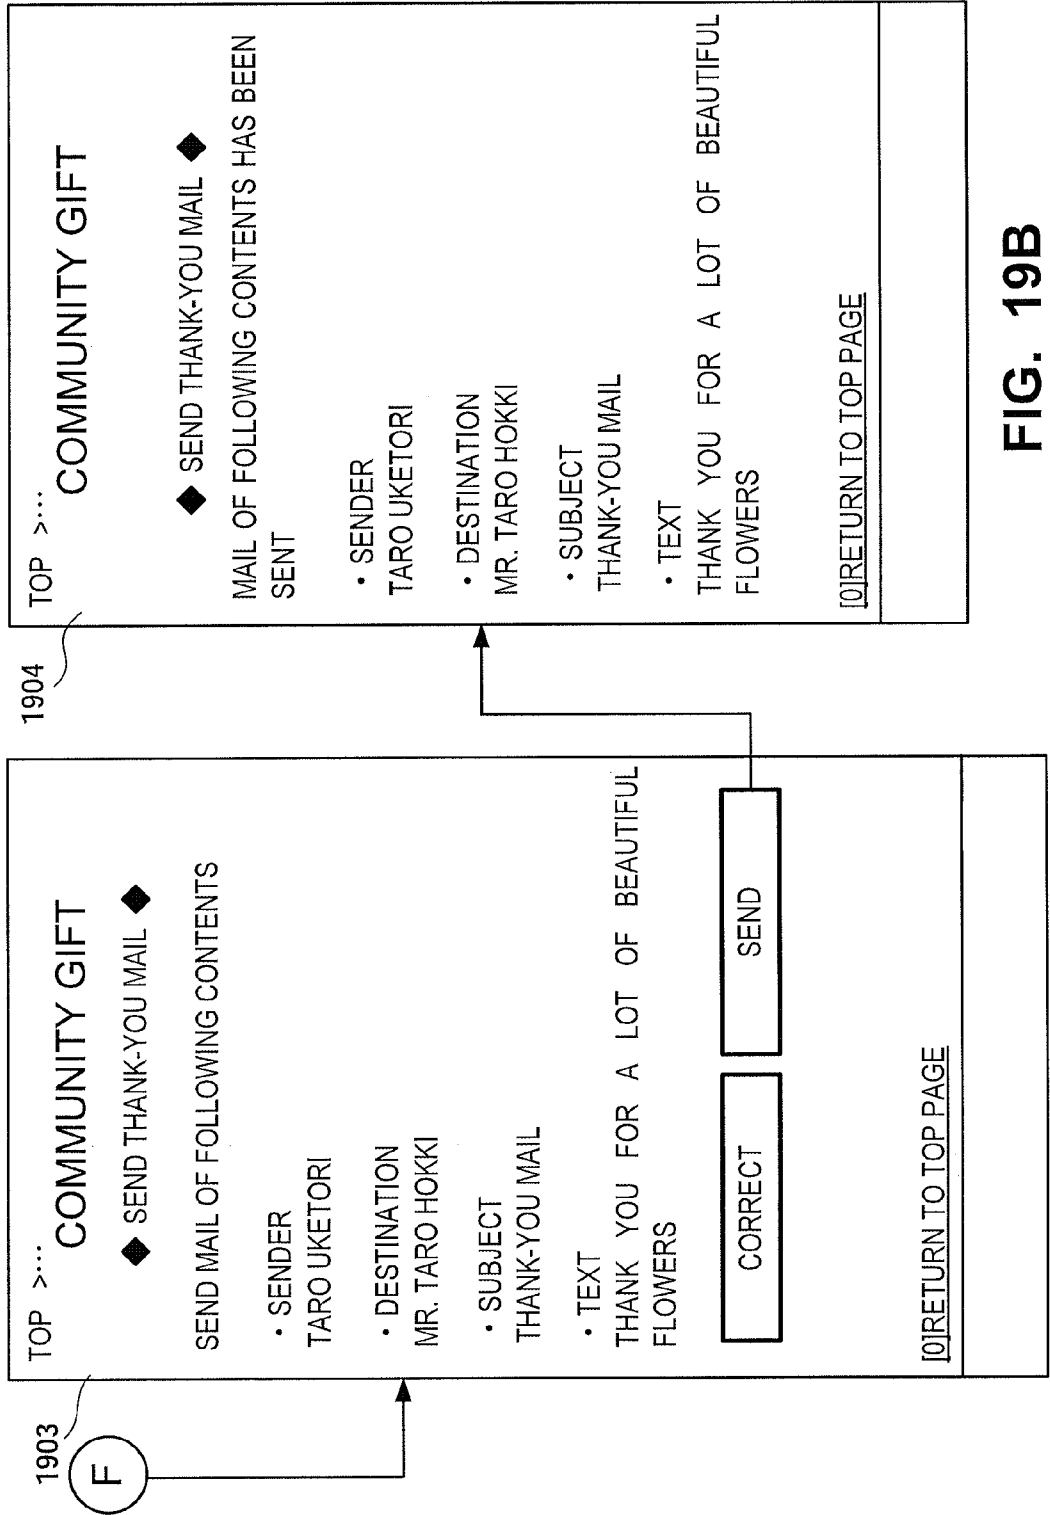 F
1903
TOP >···
COMMUNITY GIFT
◆ SEND THANK-YOU MAIL ◆
SEND MAIL OF FOLLOWING CONTENTS
・SENDER
TARO UKETORI
・DESTINATION
MR. TARO HOKKI
・SUBJECT
THANK-YOU MAIL
・TEXT
THANK YOU FOR A LOT OF BEAUTIFUL
FLOWERS
CORRECT
SEND
[0]RETURN TO TOP PAGE
1904
TOP >···
COMMUNITY GIFT
◆ SEND THANK-YOU MAIL ◆
MAIL OF FOLLOWING CONTENTS HAS BEEN
SENT
・SENDER
TARO UKETORI
・DESTINATION
MR. TARO HOKKI
・SUBJECT
THANK-YOU MAIL
・TEXT
THANK YOU FOR A LOT OF BEAUTIFUL
FLOWERS
[0]RETURN TO TOP PAGE
FIG. 19B